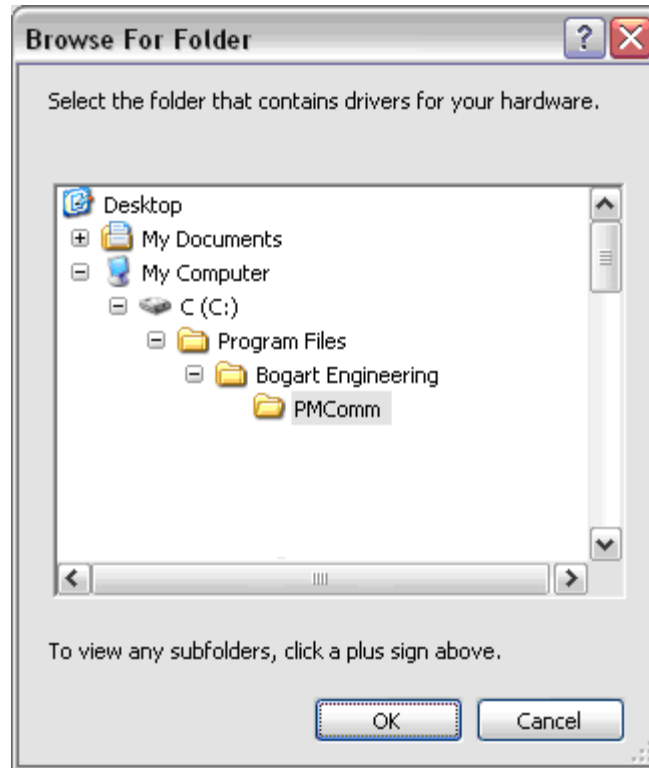 Browse For Folder
Select the folder that contains drivers for your hardware.
Desktop
My Documents
My Computer
C (C:)
Program Files
Bogart Engineering
PMComm
To view any subfolders, click a plus sign above.
OK Cancel